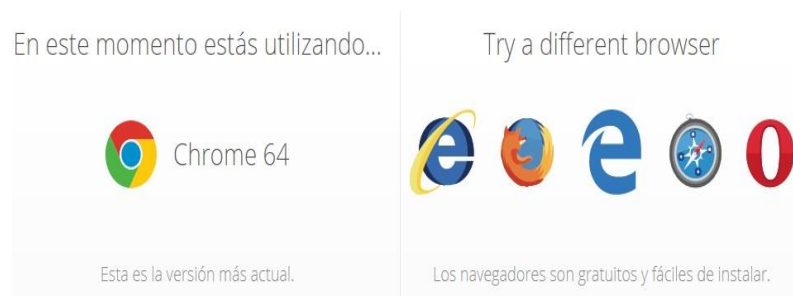 En este momento estás utilizando...
Chrome 64
Esta es la versión más actual.
Try a different browser
Los navegadores son gratuitos y fáciles de instalar.